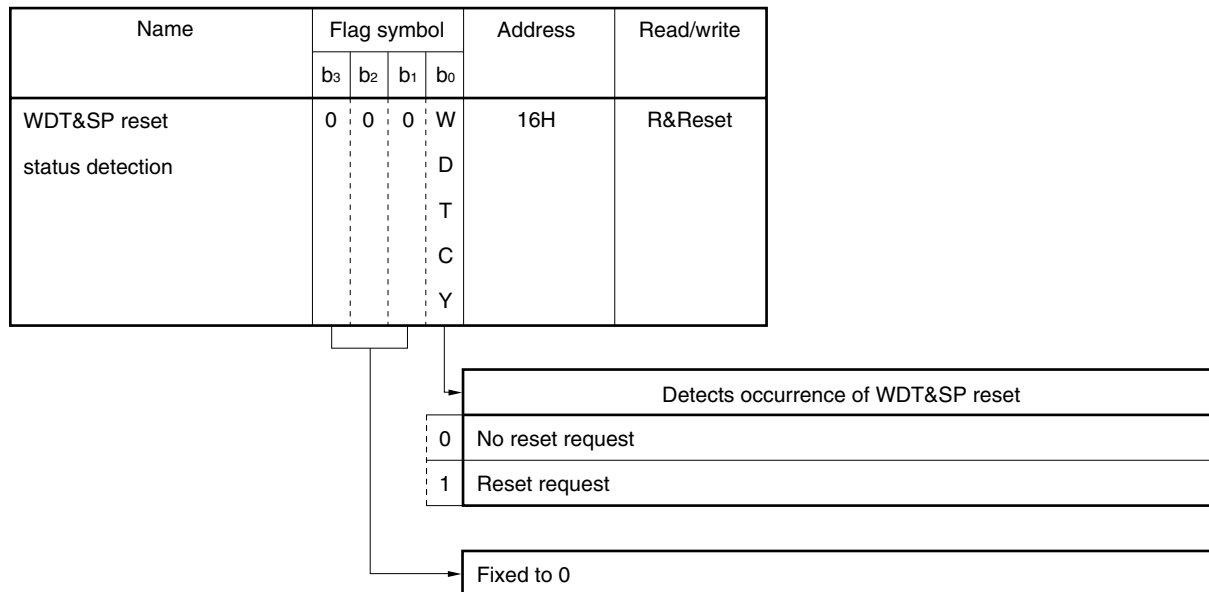 Name Flag symbol Address Read/write
b3 b2 b1 b0
WDT&SP reset 0 0 0 W 16H R&Reset
status detection D
T
C
Y
Detects occurrence of WDT&SP reset
0 No reset request
1 Reset request
Fixed to 0